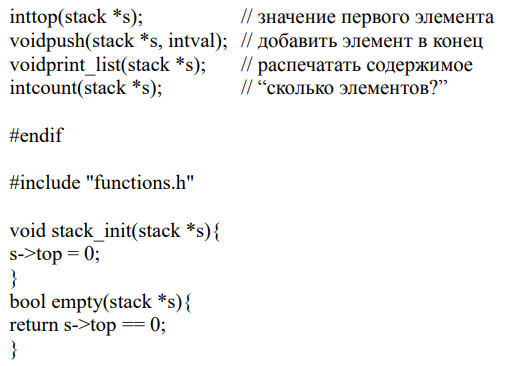 inttop(stack *s); // значение первого элемента
voidpush(stack *s, intval); // добавить элемент в конец
voidprint_list(stack *s); // распечатать содержимое
intcount(stack *s); // “сколько элементов?”
#endif
#include "functions.h"
void stack_init(stack *s){
s->top = 0;
}
bool empty(stack *s){
return s->top == 0;
}